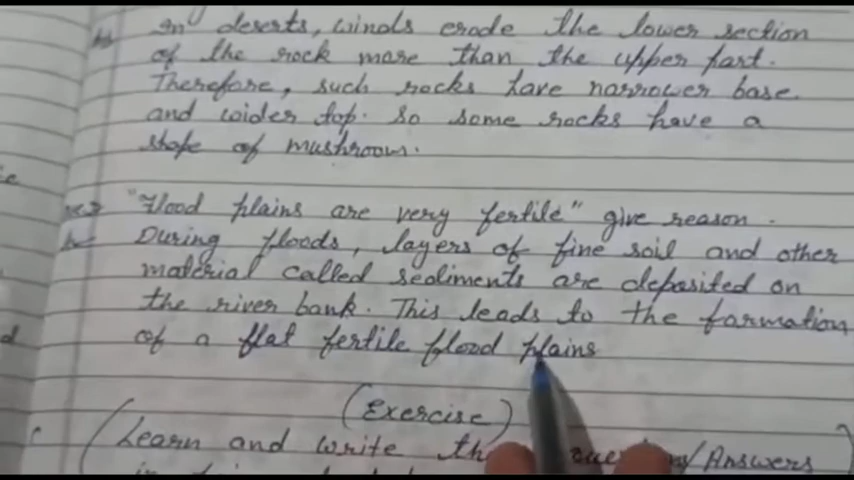 In deserts, winds erode the lower section
of the rock more than the upper part.
Therefore, such rocks have narrower base
and wider top. So some rocks have a
shape of mushroom.
"Flood plains are very fertile" give reason.
During floods, layers of fine soil and other
material called sediments are deposited on
the river bank. This leads to the formation
of a flat fertile flood plains
(Exercise)
(Learn and write the /Answers